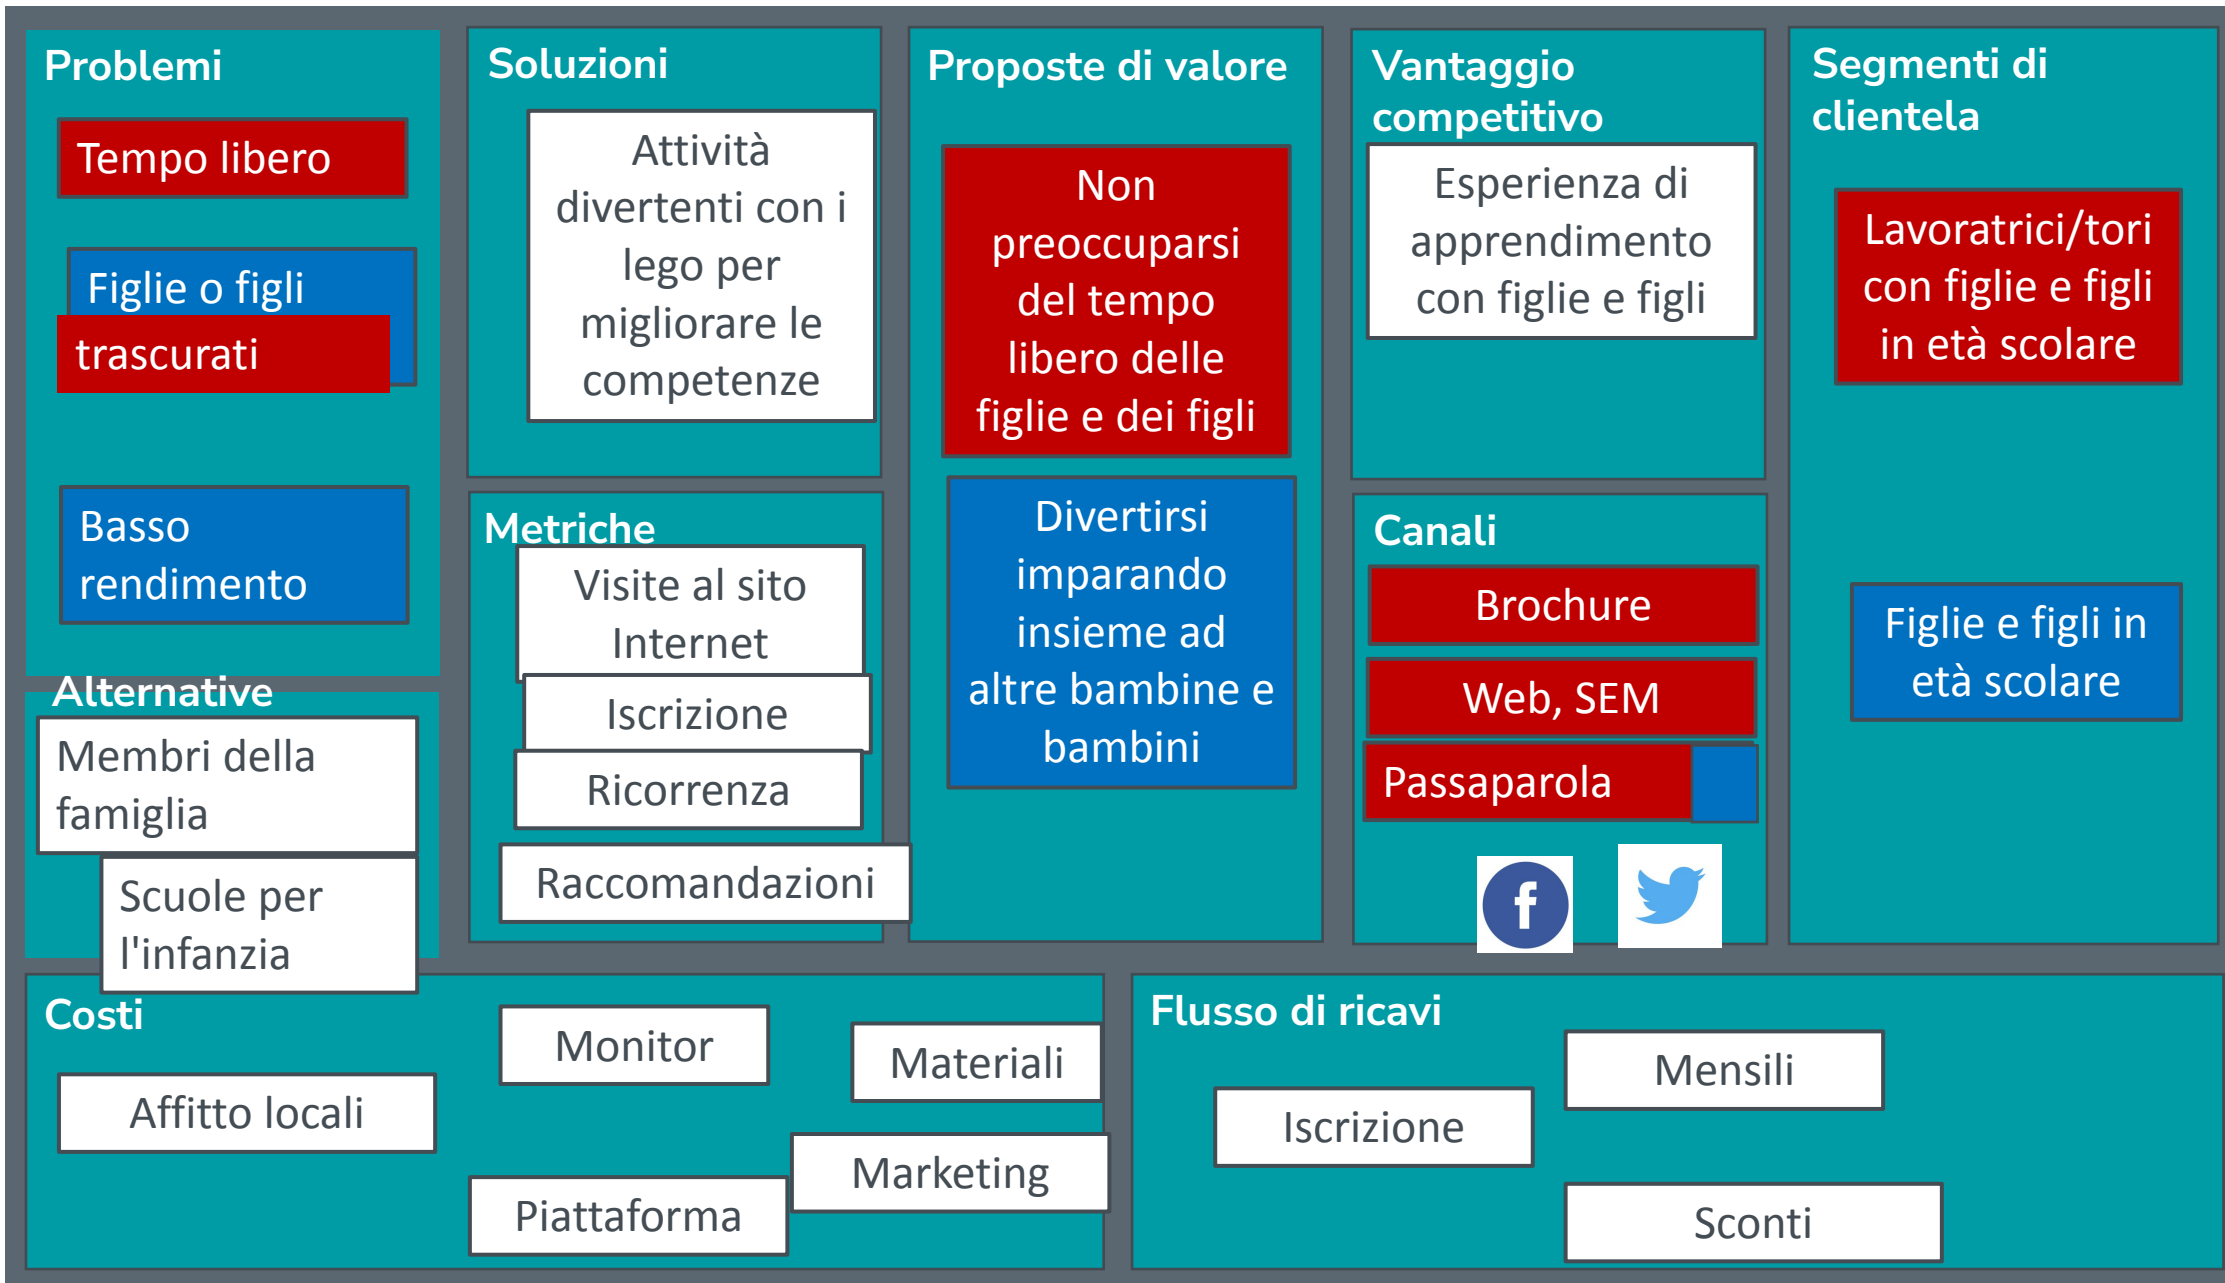 Problemi
Tempo libero
Figlie o figli
trascurati
Basso
rendimento
Alternative
Membri della
famiglia
Scuole per
l'infanzia
Soluzioni
Attività
divertenti con i
lego per
migliorare le
competenze
Metriche
Visite al sito
Internet
Iscrizione
Ricorrenza
Raccomandazioni
Proposte di valore
Non
preoccuparsi
del tempo
libero delle
figlie e dei figli
Divertirsi
imparando
insieme ad
altre bambine e
bambini
Vantaggio
competitivo
Esperienza di
apprendimento
con figlie e figli
Canali
Brochure
Web, SEM
Passaparola
f
Segmenti di
clientela
Lavoratrici/tori
con figlie e figli
in età scolare
Figlie e figli in
età scolare
Costi
Affitto locali
Monitor
Materiali
Marketing
Piattaforma
Flusso di ricavi
Iscrizione
Mensili
Sconti